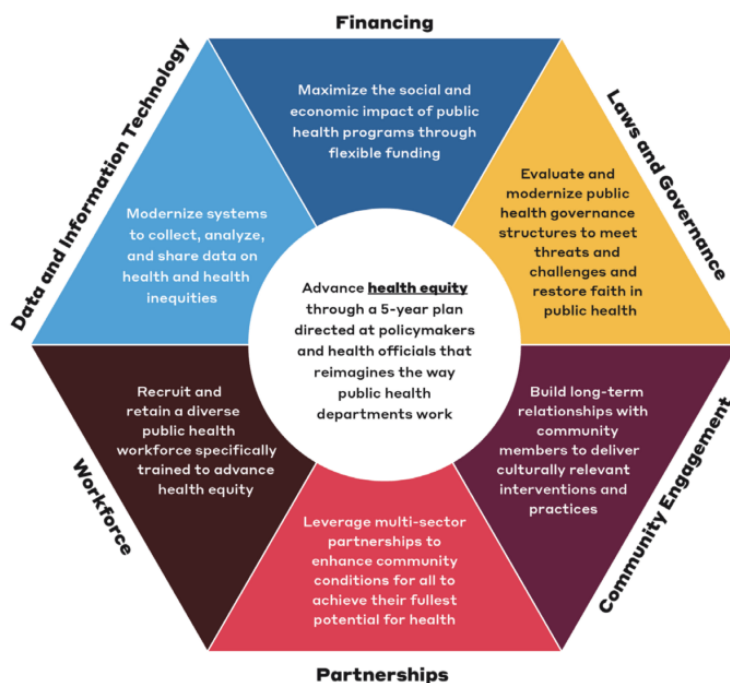 Financing
Maximize the social and
economic impact of public
health programs through
flexible funding
Laws and Governance
Evaluate and
modernize public
health governance
structures to meet
threats and
challenges and
restore faith in
public health
Community Engagement
Build long-term
relationships with
community
members to deliver
culturally relevant
interventions and
practices
Partnerships
Leverage multi-sector
partnerships to
enhance community
conditions for all to
achieve their fullest
potential for health
Workforce
Recruit and
retain a diverse
public health
workforce specifically
trained to advance
health equity
Data and Information Technology
Modernize systems
to collect, analyze,
and share data on
health and health
inequities
Advance health equity
through a 5-year plan
directed at policymakers
and health officials that
reimagines the way
public health
departments work